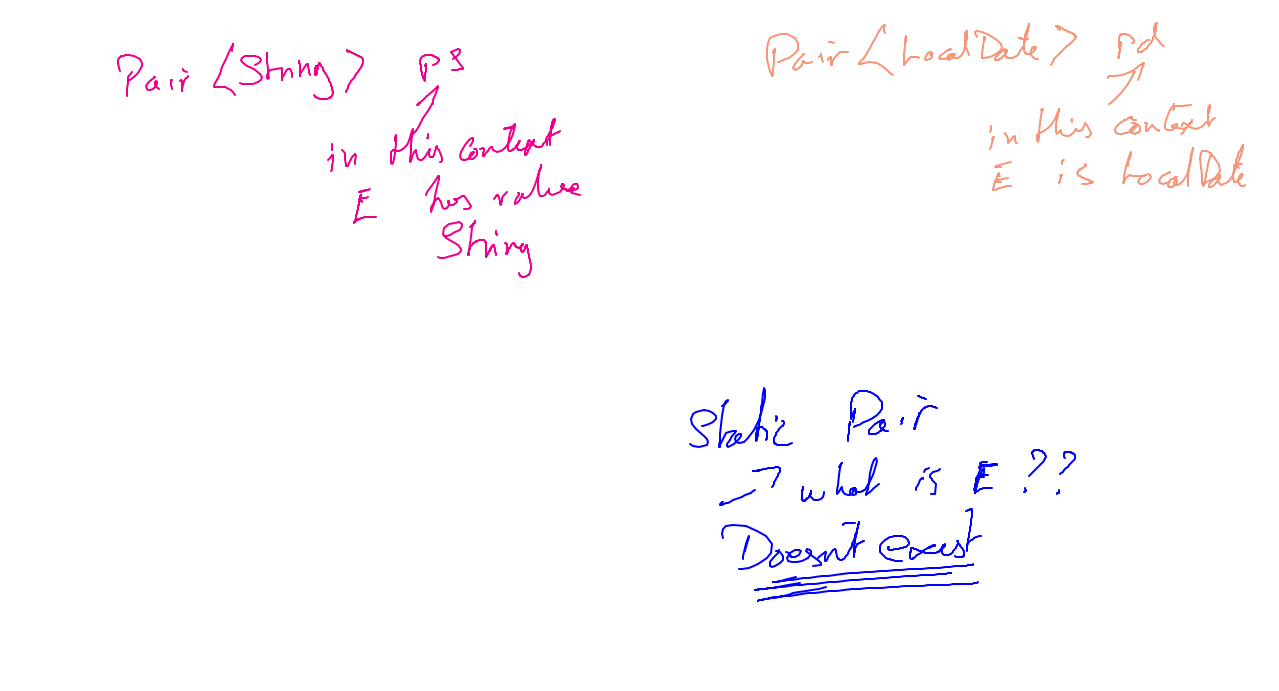 Pair <String> ps
in this context
E has value
String
Pair <LocalDate> pd
in this context
E is LocalDate
Static Pair
what is E ??
Doesn't exist